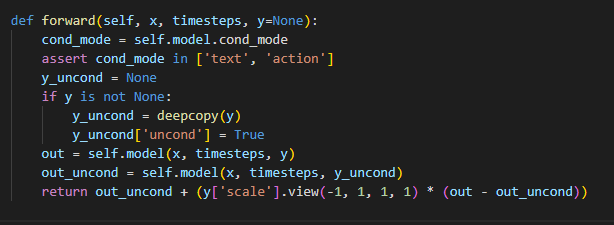 def forward(self, x, timesteps, y=None):
    cond_mode = self.model.cond_mode
    assert cond_mode in ['text', 'action']
    y_uncond = None
    if y is not None:
        y_uncond = deepcopy(y)
        y_uncond['uncond'] = True
    out = self.model(x, timesteps, y)
    out_uncond = self.model(x, timesteps, y_uncond)
    return out_uncond + (y['scale'].view(-1, 1, 1, 1) * (out - out_uncond))